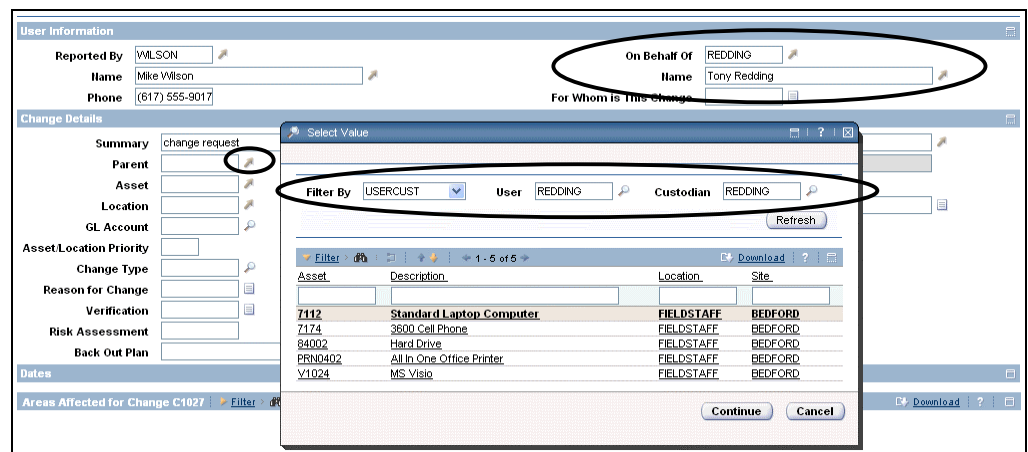 User Information
Reported By WILSON On Behalf Of REDDING
Name Mike Wilson Name Tony Redding
Phone (617) 555-9017 For Whom is This Change
Change Details
Summary change request
Parent
Asset
Location
GL Account
Asset/Location Priority
Change Type
Reason for Change
Verification
Risk Assessment
Back Out Plan
Select Value ?
Filter By USERCUST User REDDING Custodian REDDING
Refresh
Filter 1 - 5 of 5 Download ?
Asset Description Location Site
7112 Standard Laptop Computer FIELDSTAFF BEDFORD
7174 3600 Cell Phone FIELDSTAFF BEDFORD
84002 Hard Drive FIELDSTAFF BEDFORD
PRN0402 All In One Office Printer FIELDSTAFF BEDFORD
V1024 MS Visio FIELDSTAFF BEDFORD
Continue Cancel
Dates
Areas Affected for Change C1027 Filter Download ?